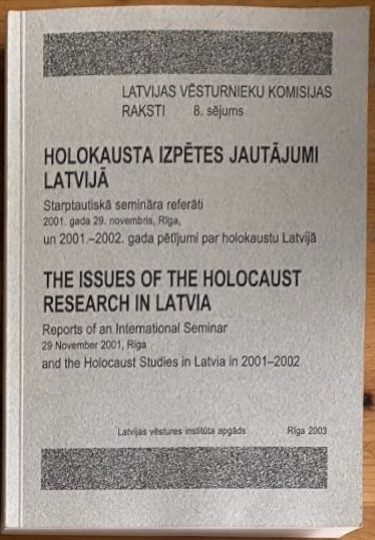 LATVIJAS VĒSTURNIEKU KOMISIJAS
RAKSTI 8. sējums
HOLOKAUSTA IZPĒTES JAUTĀJUMI
LATVIJĀ
Starptautiskā semināra referāti
2001. gada 29. novembris, Rīga,
un 2001.–2002. gada pētījumi par holokaustu Latvijā
THE ISSUES OF THE HOLOCAUST
RESEARCH IN LATVIA
Reports of an International Seminar
29 November 2001, Riga
and the Holocaust Studies in Latvia in 2001–2002
Latvijas vēstures institūta apgāds Rīga 2003